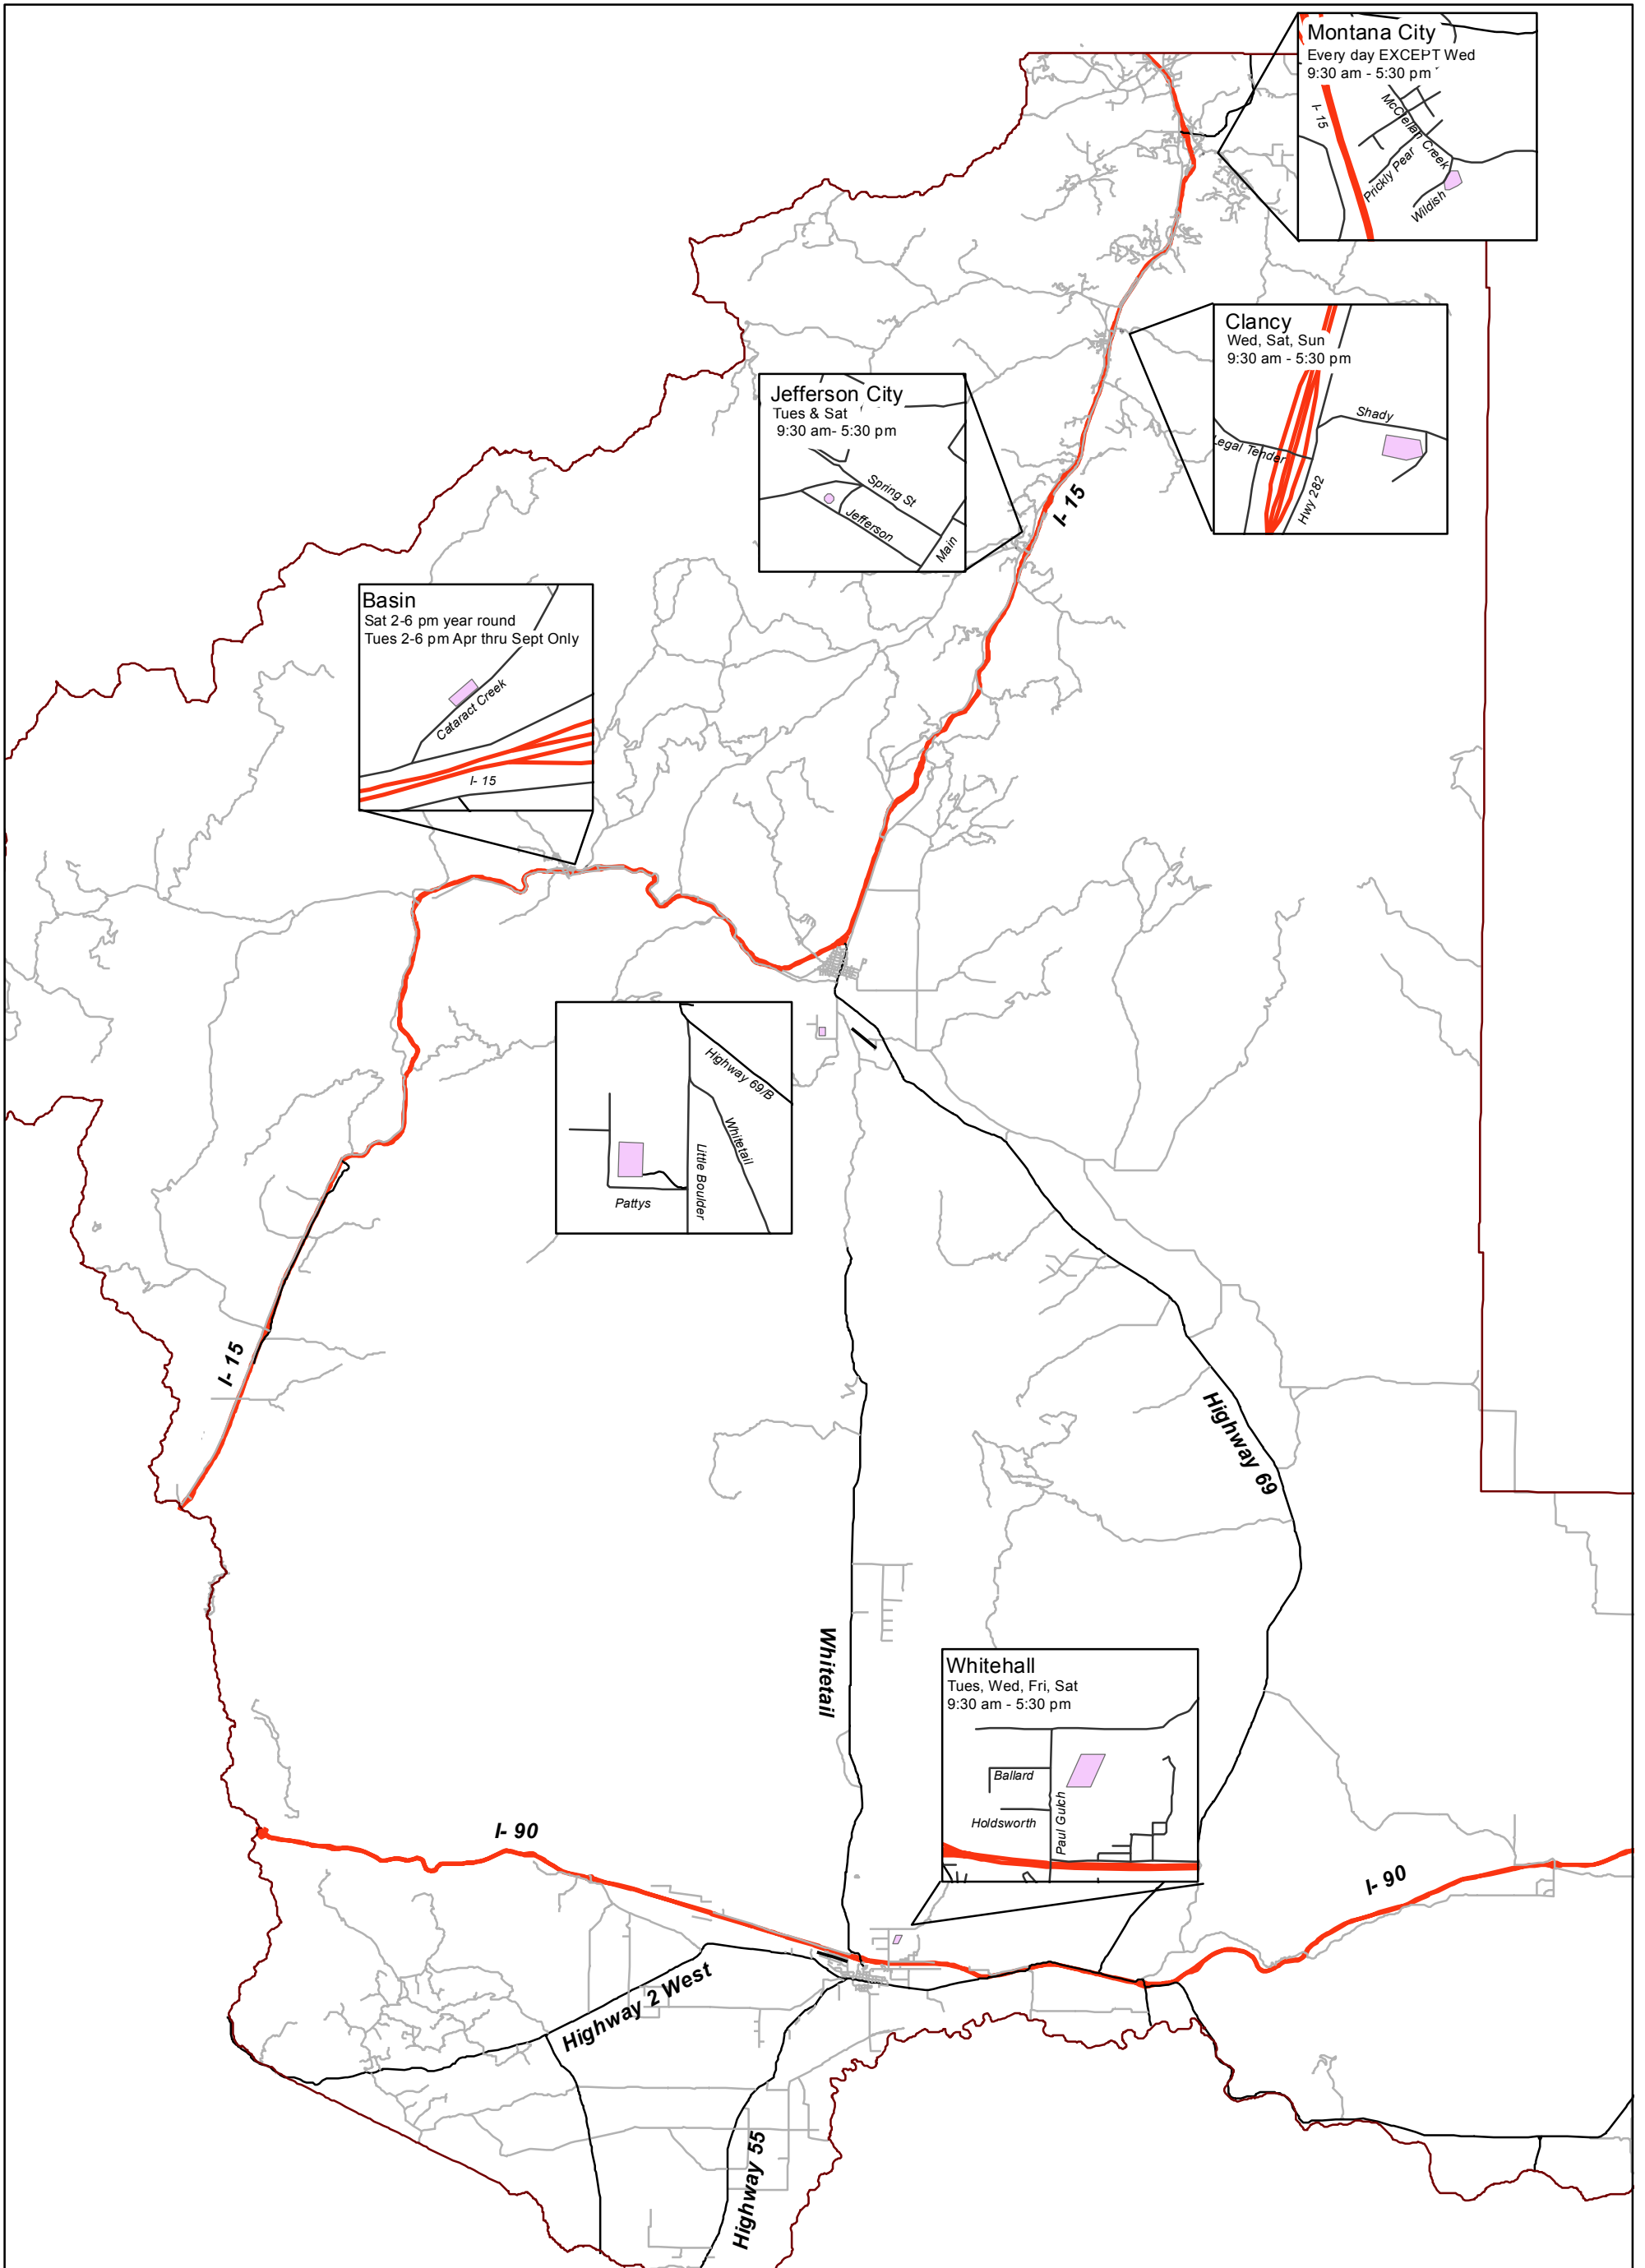 Montana City
Every day EXCEPT Wed
9:30 am - 5:30 pm
I- 15
McClellan Creek
Prickly Pear
Wildish
Clancy
Wed, Sat, Sun
9:30 am - 5:30 pm
Shady
Legal Tender
Hwy 282
Jefferson City
Tues & Sat
9:30 am- 5:30 pm
Spring St
Jefferson
Main
I- 15
Basin
Sat 2-6 pm year round
Tues 2-6 pm Apr thru Sept Only
Cataract Creek
I- 15
Highway 69/B
Whitetail
Little Boulder
Pattys
I- 15
Highway 69
Whitetail
Whitehall
Tues, Wed, Fri, Sat
9:30 am - 5:30 pm
Ballard
Holdsworth
Paul Gulch
I- 90
I- 90
Highway 2 West
Highway 55